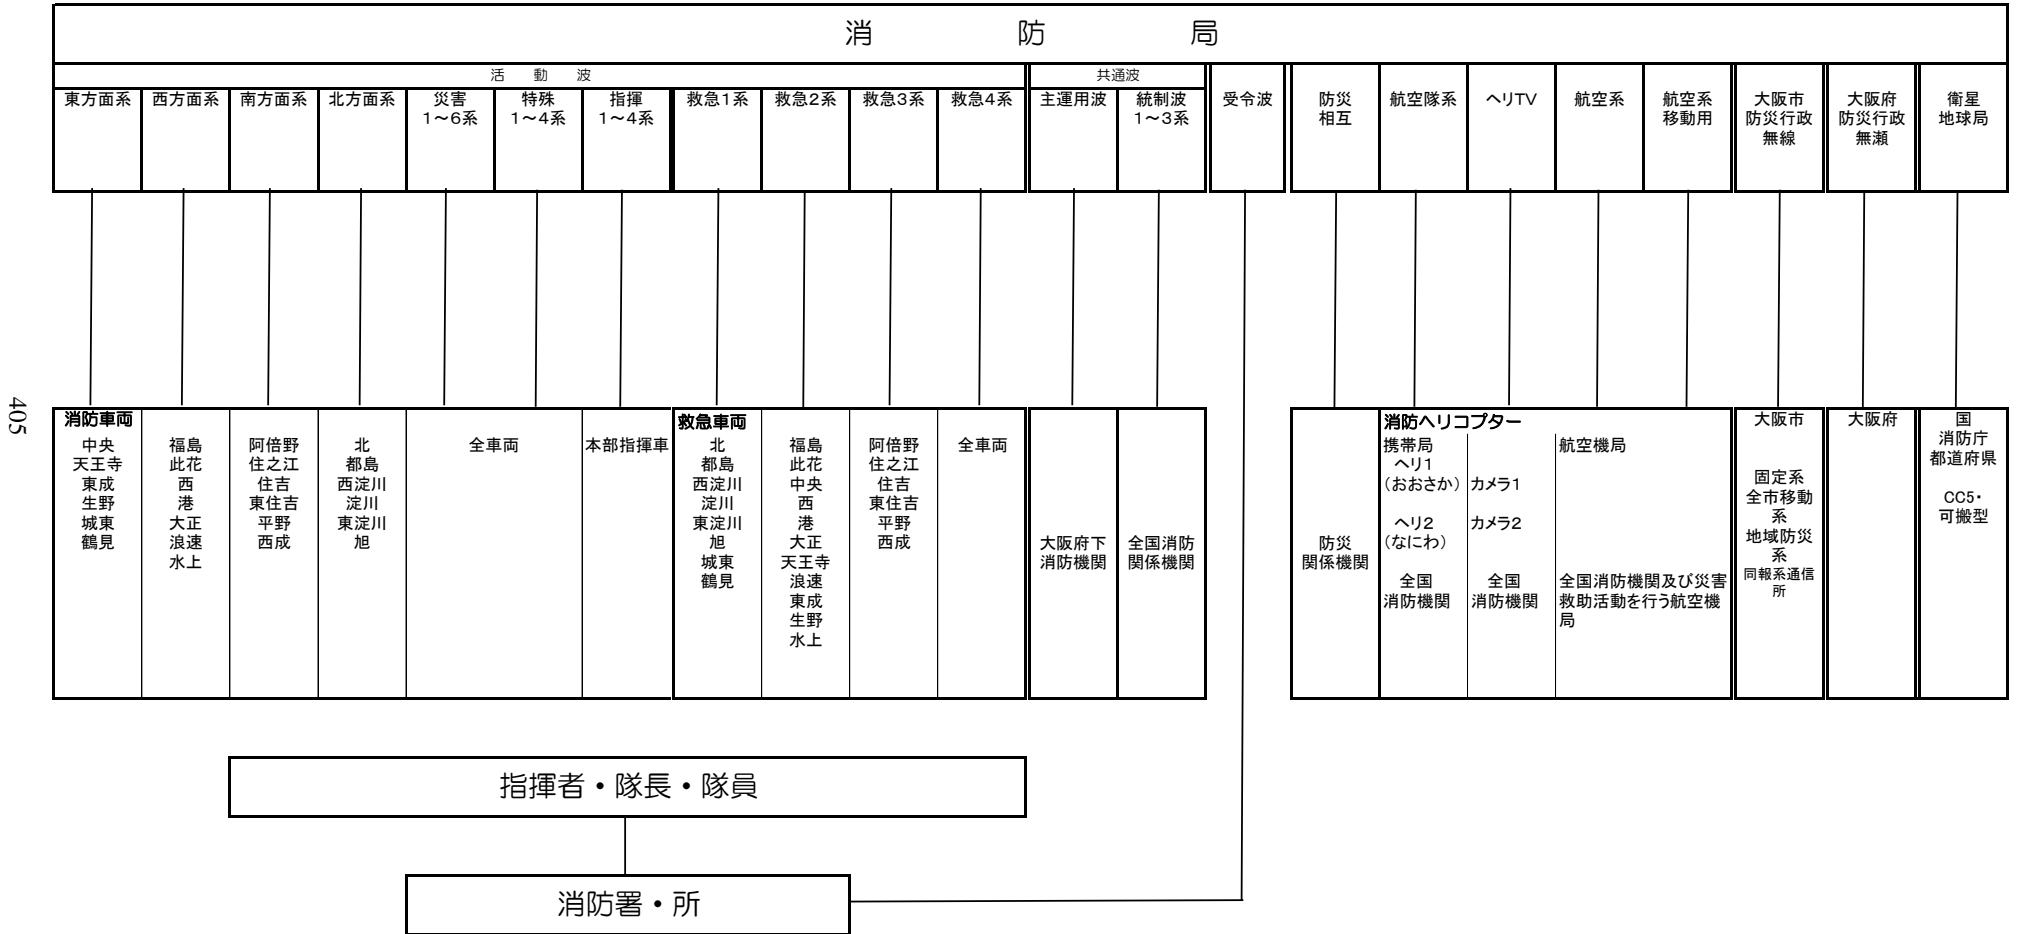 消防局
活動波
共通波
東方面系
西方面系
南方面系
北方面系
災害
1～6系
特殊
1～4系
指揮
1～4系
救急1系
救急2系
救急3系
救急4系
主運用波
統制波
1～3系
受令波
防災
相互
航空隊系
ヘリTV
航空系
航空系
移動用
大阪市
防災行政
無線
大阪府
防災行政
無瀬
衛星
地球局
消防車両
中央
天王寺
東成
生野
城東
鶴見
福島
此花
西
港
大正
浪速
水上
阿倍野
住之江
住吉
東住吉
平野
西成
北
都島
西淀川
淀川
東淀川
旭
全車両
本部指揮車
救急車両
北
都島
西淀川
淀川
東淀川
旭
城東
鶴見
福島
此花
中央
西
港
大正
天王寺
浪速
東成
生野
水上
阿倍野
住之江
住吉
東住吉
平野
西成
全車両
大阪府下
消防機関
全国消防
関係機関
防災
関係機関
消防ヘリコプター
携帯局
ヘリ1
(おおさか)
ヘリ2
(なにわ)
全国
消防機関
カメラ1
カメラ2
全国
消防機関
航空機局
全国消防機関及び災害
救助活動を行う航空機
局
大阪市
固定系
全市移動
系
地域防災
系
同報系通信
所
大阪府
国
消防庁
都道府県
CC5・
可搬型
指揮者・隊長・隊員
消防署・所
405